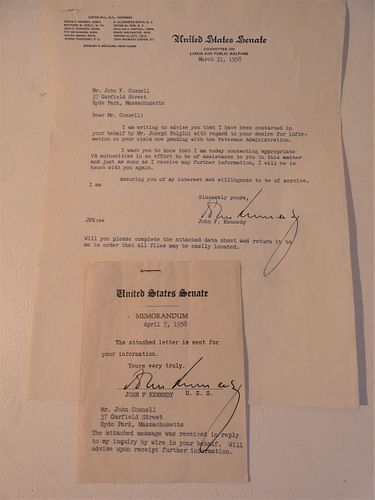 LISTER HILL, ALA., CHAIRMAN
United States Senate
COMMITTEE ON
LABOR AND PUBLIC WELFARE
March 31, 1958
Mr. John F. Connell
37 Garfield Street
Hyde Park, Massachusetts
Dear Mr. Connell:
I am writing to advise you that I have been contacted in
your behalf by Mr. Joseph Fulgini with regard to your desire for infor-
mation on your claim now pending with the Veterans Administration.
I want you to know that I am today contacting appropriate
VA authorities in an effort to be of assistance to you in this matter
and just as soon as I receive any further information, I will be in
touch with you again.
Assuring you of my interest and willingness to be of service,
I am
Sincerely yours,
John Kennedy
John F. Kennedy
Will you please complete the attached data sheet and return it to
me in order that all files may be easily located.
United States Senate
MEMORANDUM
April 7, 1958
The attached letter is sent for
your information.
Yours very truly,
John Kennedy
JOHN F KENNEDY U. S. S.
Mr. John Connell
37 Garfield Street
Hyde Park, Massachusetts
The attached message was received in reply
to my inquiry by wire in your behalf. Will
advise upon receipt further information.